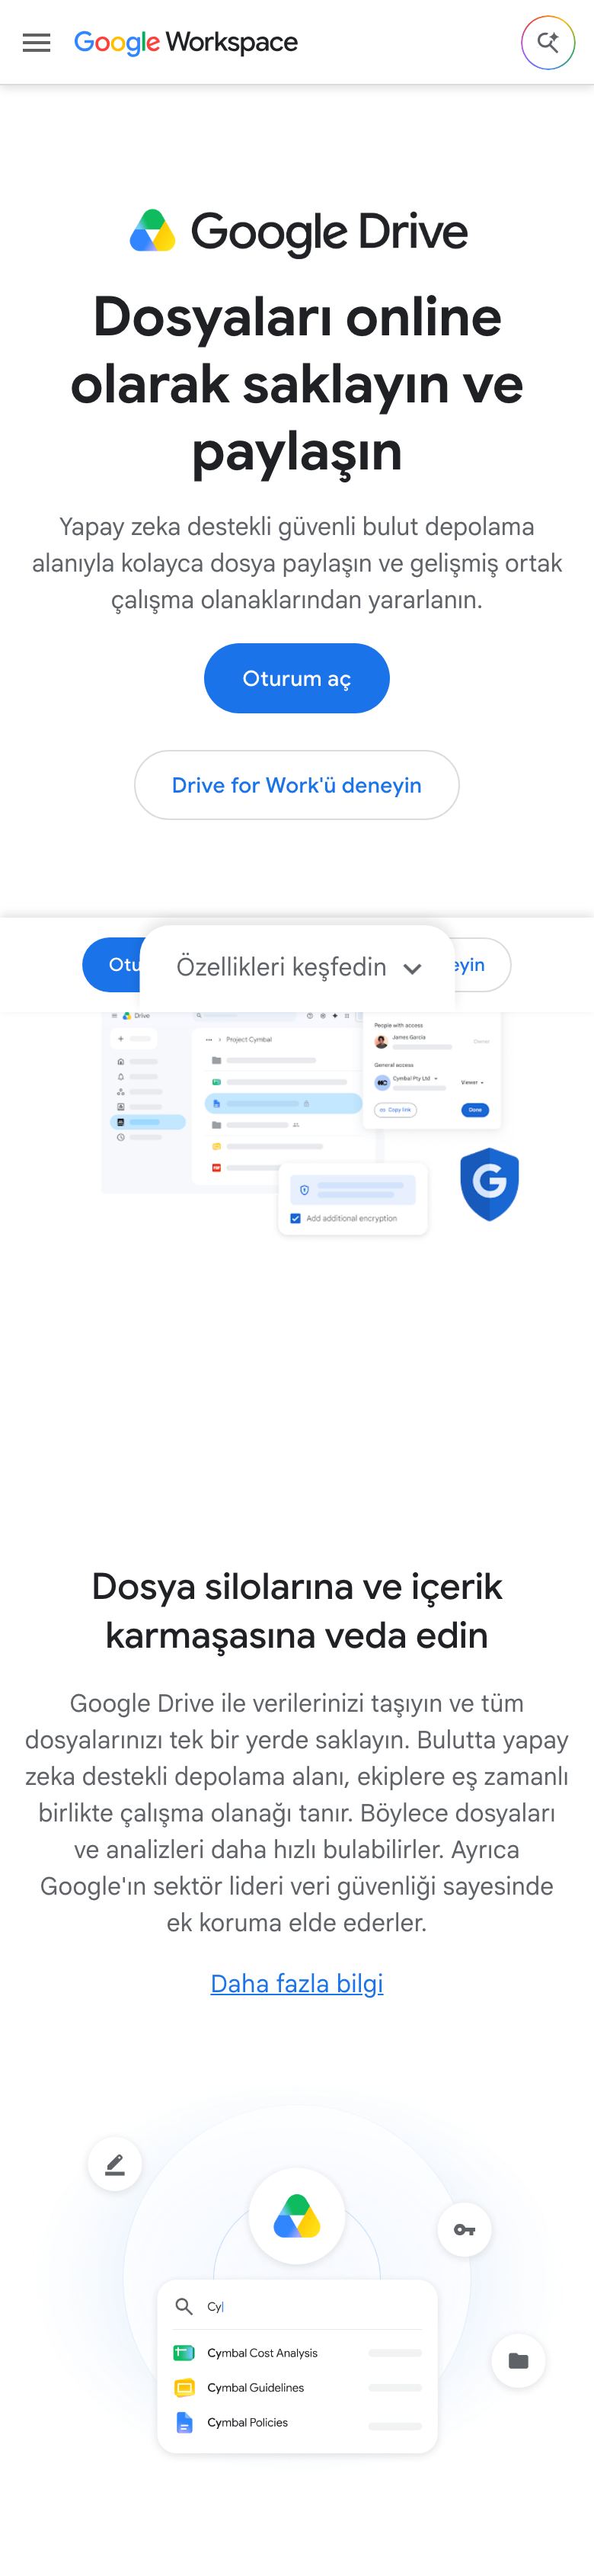 Google Workspace
Google Drive
Dosyaları online
olarak saklayın ve
paylaşın
Yapay zeka destekli güvenli bulut depolama
alanıyla kolayca dosya paylaşın ve gelişmiş ortak
çalışma olanaklarından yararlanın.
Oturum aç
Drive for Work'ü deneyin
Özellikleri keşfedin
Drive
Project Cymbal
People with access
James Garcia
Owner
General access
Cymbal Pty Ltd
Viewer
Copy link
Done
Add additional encryption
Dosya silolarına ve içerik
karmaşasına veda edin
Google Drive ile verilerinizi taşıyın ve tüm
dosyalarınızı tek bir yerde saklayın. Bulutta yapay
zeka destekli depolama alanı, ekiplere eş zamanlı
birlikte çalışma olanağı tanır. Böylece dosyaları
ve analizleri daha hızlı bulabilirler. Ayrıca
Google'ın sektör lideri veri güvenliği sayesinde
ek koruma elde ederler.
Daha fazla bilgi
Cy
Cymbal Cost Analysis
Cymbal Guidelines
Cymbal Policies